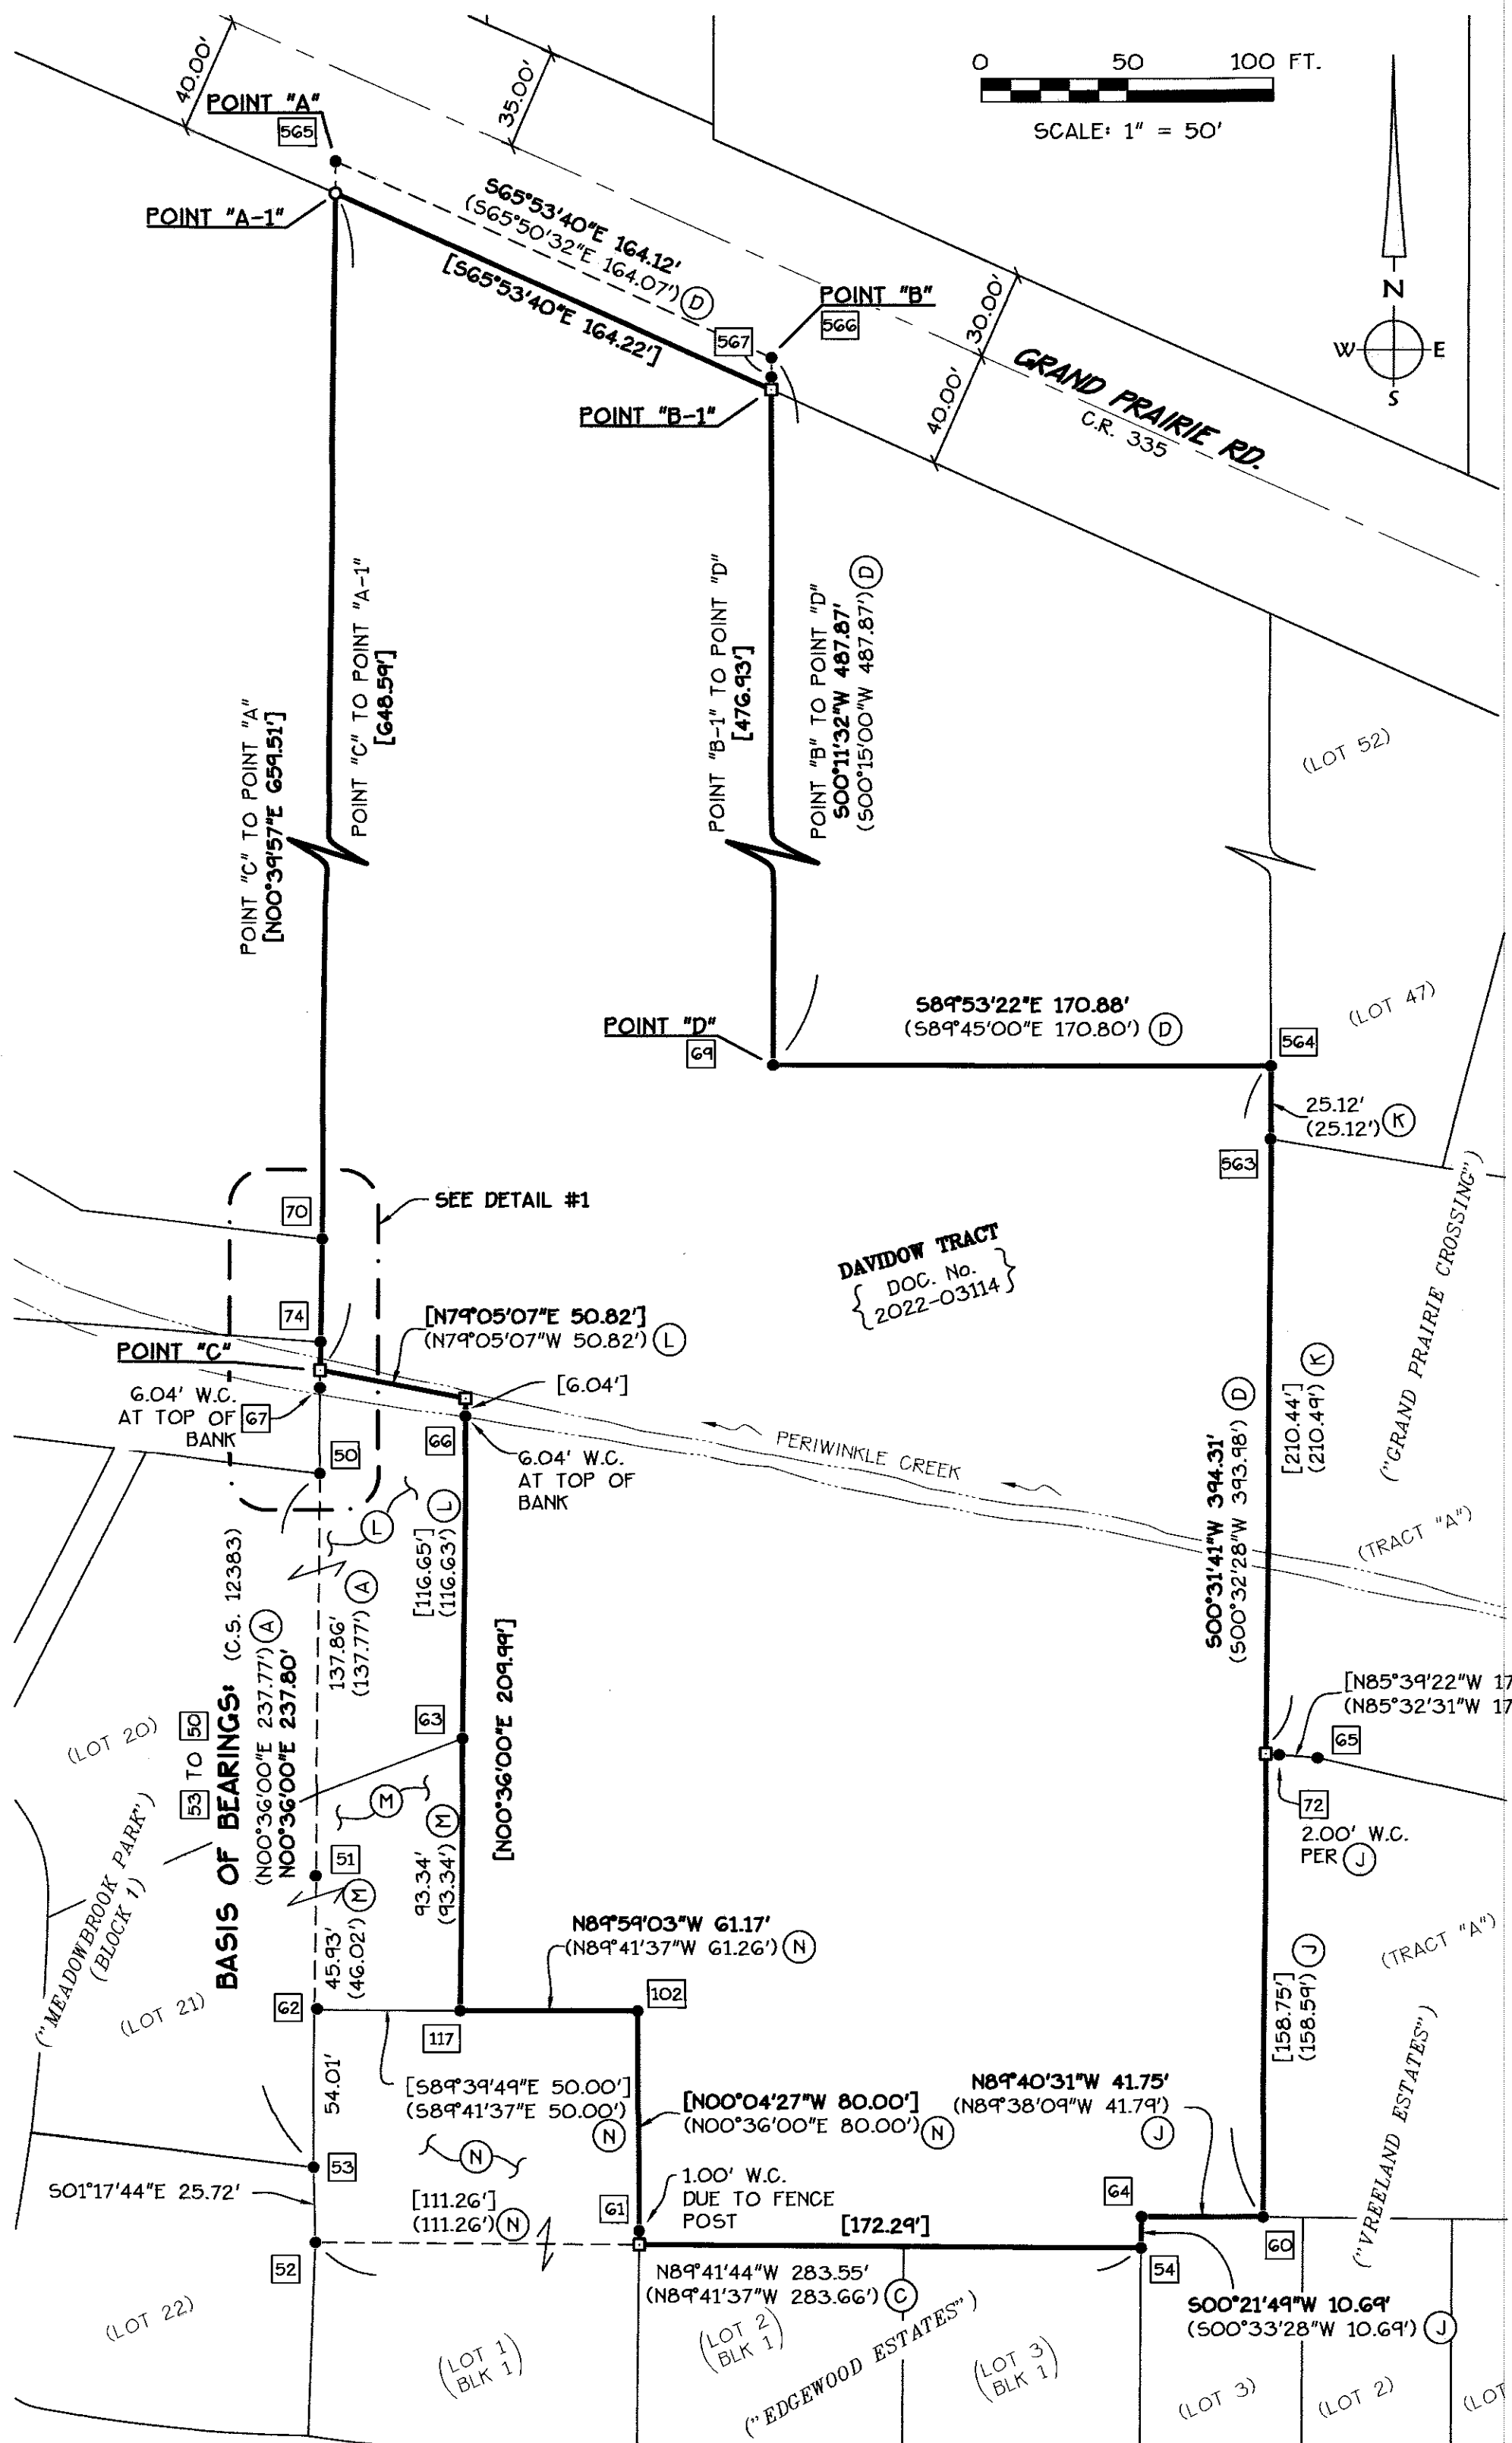 0 50 100 FT.
SCALE: 1" = 50'
40.00'
35.00'
POINT "A"
565
POINT "A-1"
S65°53'40"E 164.12'
(S65°50'32"E 164.07') D
[S65°53'40"E 164.22']
POINT "B"
566
567
POINT "B-1"
30.00'
40.00'
GRAND PRAIRIE RD.
C.R. 335
N
W E
S
POINT "C" TO POINT "A"
[N00°39'57"E 659.51']
POINT "C" TO POINT "A-1"
[648.59']
POINT "B-1" TO POINT "D"
[476.93']
POINT "B" TO POINT "D"
S00°11'32"W 487.87'
(S00°15'00"W 487.87') D
(LOT 52)
(LOT 47)
POINT "D"
69
S89°53'22"E 170.88'
(S89°45'00"E 170.80') D
564
25.12'
(25.12') K
563
70
SEE DETAIL #1
DAVIDOW TRACT
DOC. No.
2022-03114
("GRAND PRAIRIE CROSSING")
74
[N79°05'07"E 50.82']
(N79°05'07"W 50.82') L
POINT "C"
6.04' W.C.
AT TOP OF
BANK
67
[6.04']
66
6.04' W.C.
AT TOP OF
BANK
50
PERIWINKLE CREEK
L
[116.65']
(116.63') L
S00°31'41"W 394.31'
(S00°32'28"W 393.98') D
[210.44']
(210.49') K
(TRACT "A")
BASIS OF BEARINGS: (C.S. 12383)
53 TO 50
(N00°36'00"E 237.77') A
N00°36'00"E 237.80'
137.86'
(137.77') A
[N00°36'00"E 209.99']
63
M
93.34'
(93.34') M
51
45.93'
(46.02') M
(LOT 20)
("MEADOWBROOK PARK")
(BLOCK 1)
(LOT 21)
[N85°39'22"W 17
(N85°32'31"W 17
65
72
2.00' W.C.
PER J
N89°59'03"W 61.17'
(N89°41'37"W 61.26') N
62
117
102
[158.75']
(158.59') J
(TRACT "A")
("VREELAND ESTATES")
54.01'
[S89°39'49"E 50.00']
(S89°41'37"E 50.00')
N
N
[N00°04'27"W 80.00']
(N00°36'00"E 80.00') N
N89°40'31"W 41.75'
(N89°38'09"W 41.79')
J
53
S01°17'44"E 25.72'
[111.26']
(111.26') N
61
1.00' W.C.
DUE TO FENCE
POST
[172.29']
64
60
52
N89°41'44"W 283.55'
(N89°41'37"W 283.66') C
54
S00°21'49"W 10.69'
(S00°33'28"W 10.69') J
(LOT 22)
(LOT 1)
(BLK 1)
(LOT 2)
(BLK 1)
("EDGEWOOD ESTATES")
(LOT 3)
(BLK 1)
(LOT 3)
(LOT 2)
(LOT